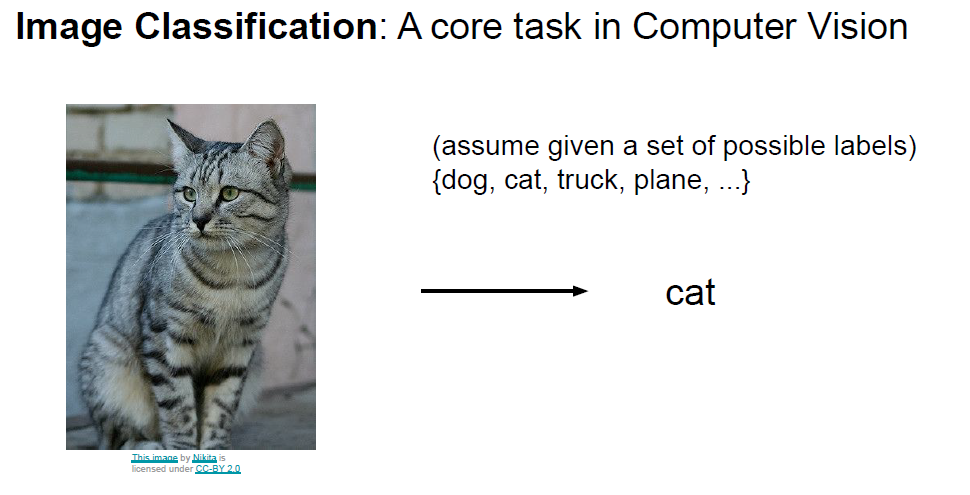 Image Classification: A core task in Computer Vision
(assume given a set of possible labels)
{dog, cat, truck, plane, ...}
cat
This image by Nikita is
licensed under CC-BY 2.0